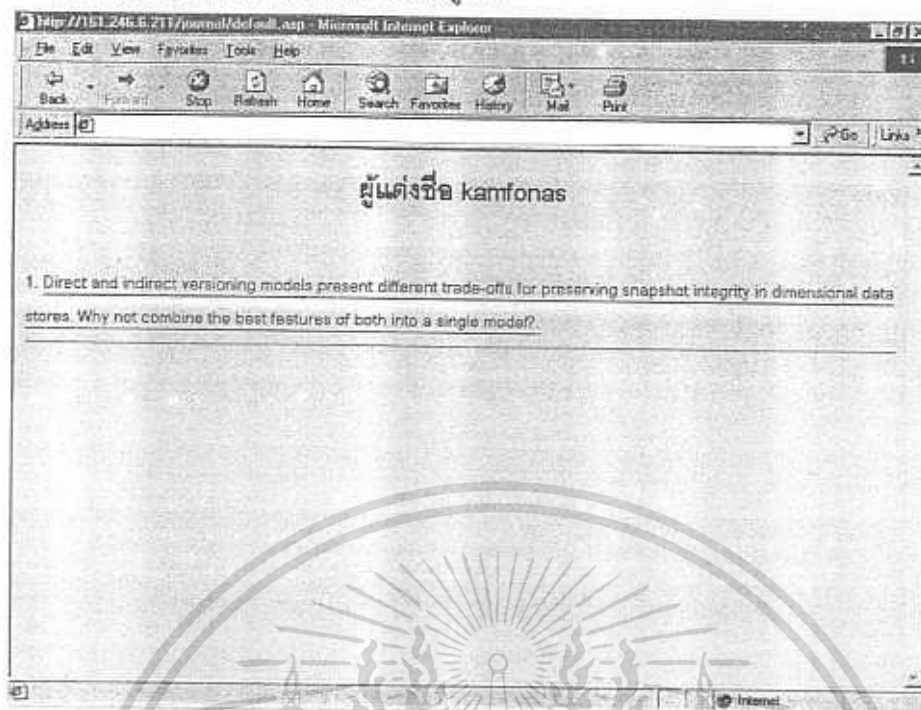 http://161.246.6.211/journal/default.asp - Microsoft Internet Explorer
File Edit View Favorites Tools Help
Back Forward Stop Refresh Home Search Favorites History Mail Print
Address Go Links
ผู้แต่งชื่อ kamfonas
1. Direct and indirect versioning models present different trade-offs for preserving snapshot integrity in dimensional data
stores. Why not combine the best features of both into a single model?.
Internet